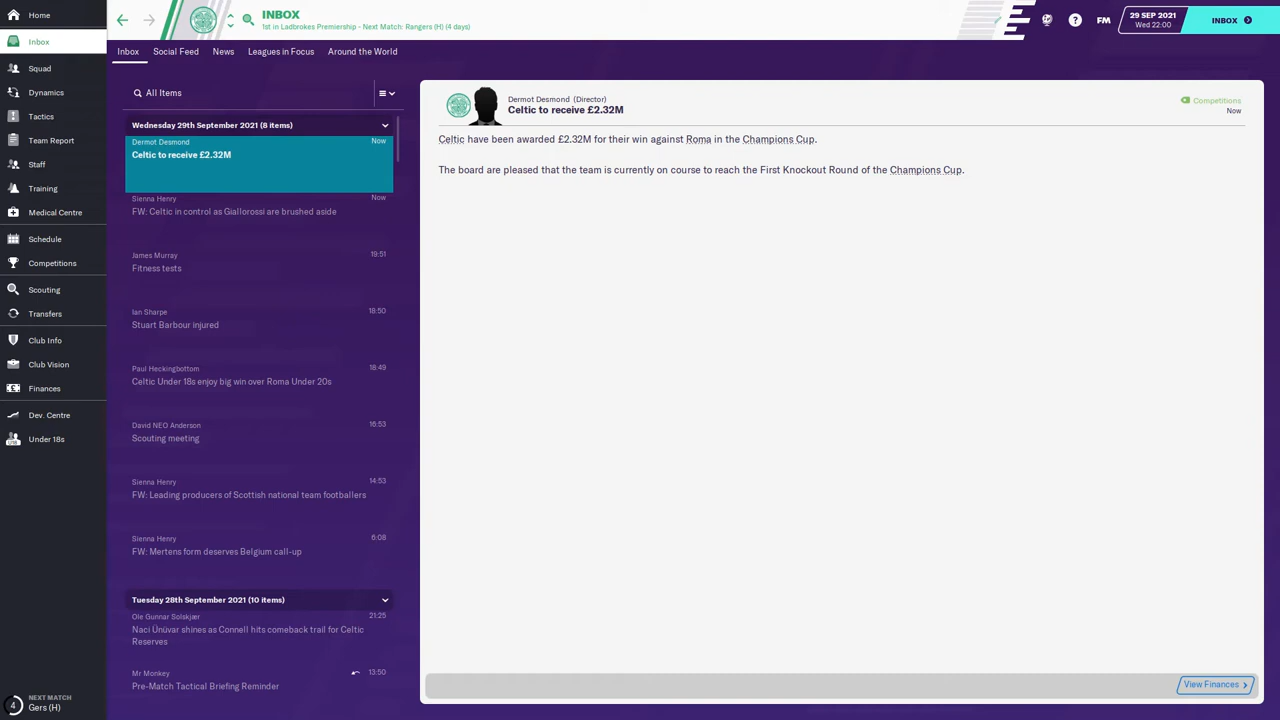 Home
Inbox
Squad
Dynamics
Tactics
Team Report
Staff
Training
Medical Centre
Schedule
Competitions
Scouting
Transfers
Club Info
Club Vision
Finances
Dev. Centre
Under 18s
NEXT MATCH
Gers (H)
INBOX
1st in Ladbrokes Premiership - Next Match: Rangers (H) (4 days)
FM
29 SEP 2021
Wed 22:00
INBOX
Inbox Social Feed News Leagues in Focus Around the World
All Items
Wednesday 29th September 2021 (8 items)
Dermot Desmond Now
Celtic to receive £2.32M
Sienna Henry Now
FW: Celtic in control as Giallorossi are brushed aside
James Murray 19:51
Fitness tests
Ian Sharpe 18:50
Stuart Barbour injured
Paul Heckingbottom 18:49
Celtic Under 18s enjoy big win over Roma Under 20s
David NEO Anderson 16:53
Scouting meeting
Sienna Henry 14:53
FW: Leading producers of Scottish national team footballers
Sienna Henry 6:08
FW: Mertens form deserves Belgium call-up
Tuesday 28th September 2021 (10 items)
Ole Gunnar Solskjær 21:25
Naci Ünüvar shines as Connell hits comeback trail for Celtic
Reserves
Mr Monkey 13:50
Pre-Match Tactical Briefing Reminder
Dermot Desmond (Director)
Celtic to receive £2.32M
Competitions
Now
Celtic have been awarded £2.32M for their win against Roma in the Champions Cup.
The board are pleased that the team is currently on course to reach the First Knockout Round of the Champions Cup.
View Finances